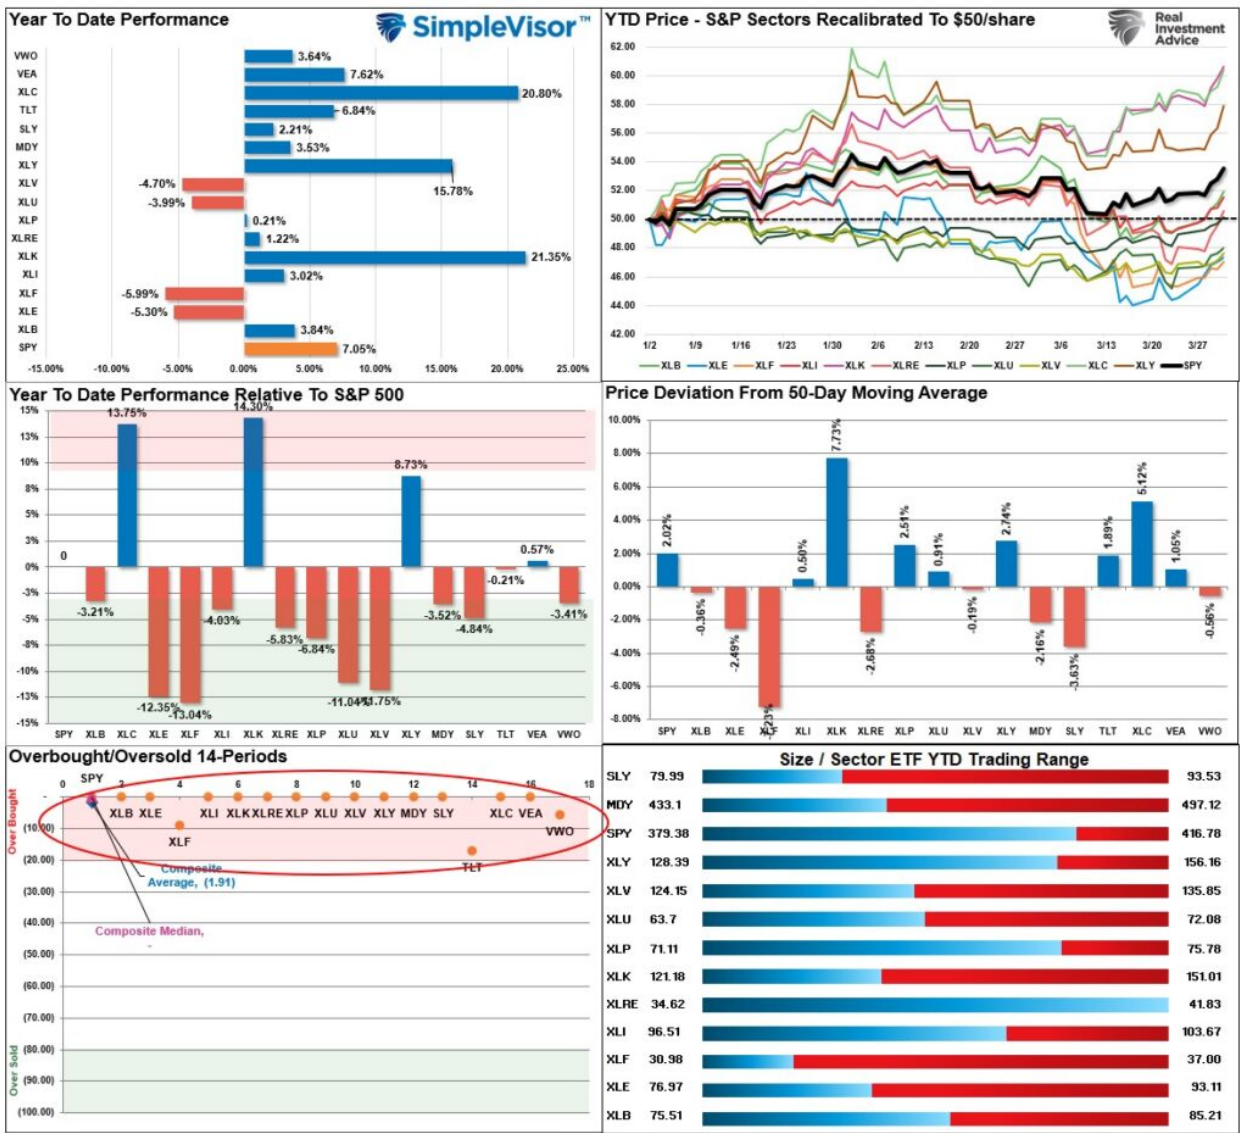 Year To Date Performance
SimpleVisor™
VWO 3.64%
VEA 7.62%
XLC 20.80%
TLT 6.84%
SLY 2.21%
MDY 3.53%
XLY 15.78%
XLV -4.70%
XLU -3.99%
XLP 0.21%
XLRE 1.22%
XLK 21.35%
XLI 3.02%
XLF -5.99%
XLE -5.30%
XLB 3.84%
SPY 7.05%
-15.00% -10.00% -5.00% 0.00% 5.00% 10.00% 15.00% 20.00% 25.00%
YTD Price - S&P Sectors Recalibrated To $50/share
Real
Investment
Advice
62.00
60.00
58.00
56.00
54.00
52.00
50.00
48.00
46.00
44.00
42.00
1/2 1/9 1/16 1/23 1/30 2/6 2/13 2/20 2/27 3/6 3/13 3/20 3/27
XLB XLE XLF XLI XLK XLRE XLP XLU XLV XLC XLY SPY
Year To Date Performance Relative To S&P 500
15%
13%
10%
8%
5%
3%
0%
-3%
-5%
-8%
-10%
-13%
-15%
0 -3.21% 13.75% -12.35% -13.04% -4.03% 14.30% -5.83% -6.84% -11.04% -11.75% 8.73% -3.52% -4.84% -0.21% 0.57% -3.41%
SPY XLB XLC XLE XLF XLI XLK XLRE XLP XLU XLV XLY MDY SLY TLT VEA VWO
Price Deviation From 50-Day Moving Average
10.00%
8.00%
6.00%
4.00%
2.00%
0.00%
-2.00%
-4.00%
-6.00%
-8.00%
2.02% -0.36% -2.49% -7.23% 0.50% 7.73% -2.68% 2.51% 0.91% -0.19% 2.74% -2.16% -3.63% 1.89% 5.12% 1.05% -0.56%
SPY XLB XLE XLF XLI XLK XLRE XLP XLU XLV XLY MDY SLY TLT XLC VEA VWO
Overbought/Oversold 14-Periods
0 2 4 6 8 10 12 14 16 18
SPY
XLB XLE XLI XLK XLRE XLP XLU XLV XLY MDY SLY XLC VEA
VWO
XLF
TLT
Composite
Average, (1.91)
Composite Median,
Over Bought
Over Sold
(10.00)
(20.00)
(30.00)
(40.00)
(50.00)
(60.00)
(70.00)
(80.00)
(90.00)
(100.00)
Size / Sector ETF YTD Trading Range
SLY 79.99 93.53
MDY 433.1 497.12
SPY 379.38 416.78
XLY 128.39 156.16
XLV 124.15 135.85
XLU 63.7 72.08
XLP 71.11 75.78
XLK 121.18 151.01
XLRE 34.62 41.83
XLI 96.51 103.67
XLF 30.98 37.00
XLE 76.97 93.11
XLB 75.51 85.21